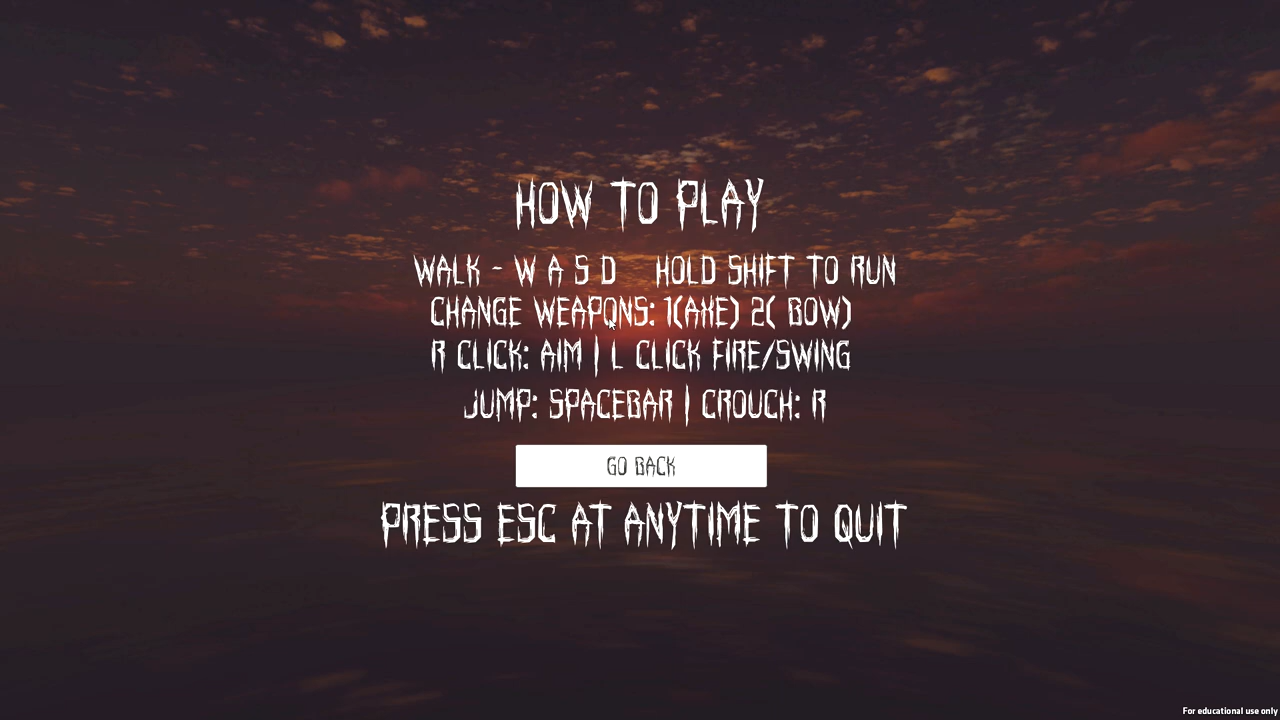 HOW TO PLAY
WALK - W A S D HOLD SHIFT TO RUN
CHANGE WEAPONS: 1(AXE) 2( BOW)
R CLICK: AIM | L CLICK FIRE/SWING
JUMP: SPACEBAR | CROUCH: R
GO BACK
PRESS ESC AT ANYTIME TO QUIT
For educational use only